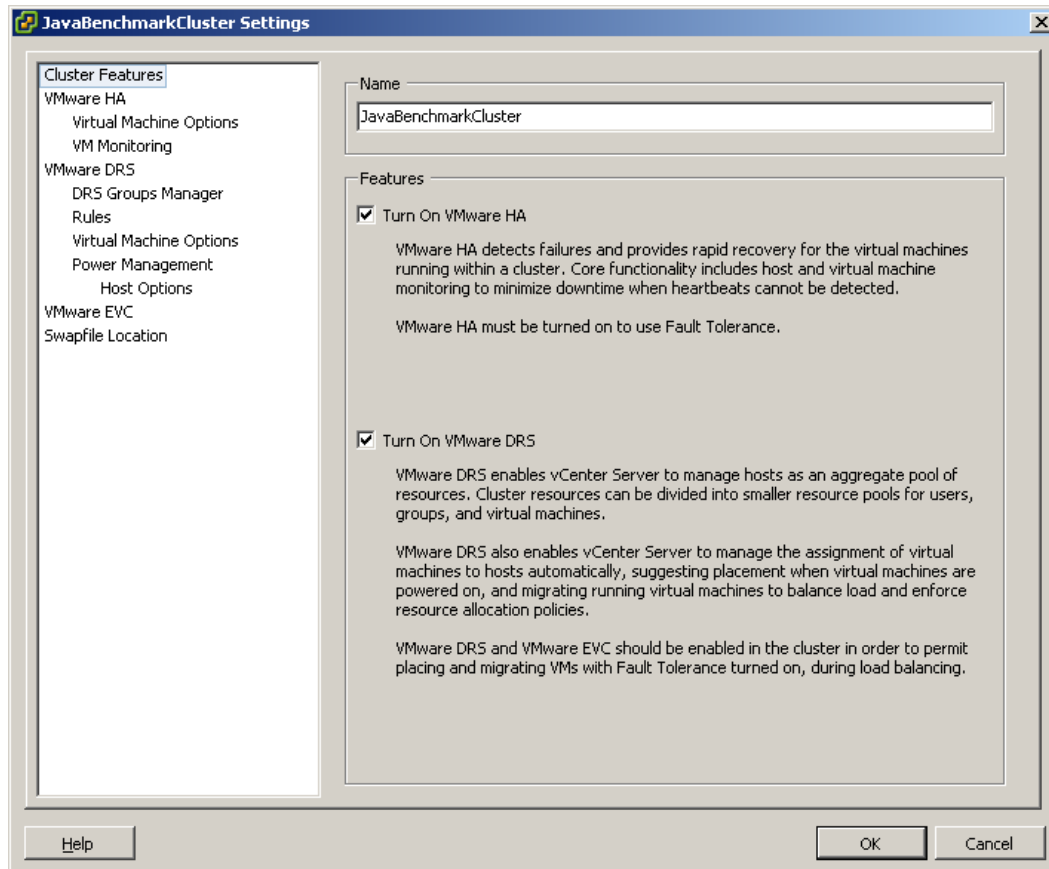 JavaBenchmarkCluster Settings
Cluster Features
VMware HA
Virtual Machine Options
VM Monitoring
VMware DRS
DRS Groups Manager
Rules
Virtual Machine Options
Power Management
Host Options
VMware EVC
Swapfile Location
Name
JavaBenchmarkCluster
Features
Turn On VMware HA
VMware HA detects failures and provides rapid recovery for the virtual machines
running within a cluster. Core functionality includes host and virtual machine
monitoring to minimize downtime when heartbeats cannot be detected.
VMware HA must be turned on to use Fault Tolerance.
Turn On VMware DRS
VMware DRS enables vCenter Server to manage hosts as an aggregate pool of
resources. Cluster resources can be divided into smaller resource pools for users,
groups, and virtual machines.
VMware DRS also enables vCenter Server to manage the assignment of virtual
machines to hosts automatically, suggesting placement when virtual machines are
powered on, and migrating running virtual machines to balance load and enforce
resource allocation policies.
VMware DRS and VMware EVC should be enabled in the cluster in order to permit
placing and migrating VMs with Fault Tolerance turned on, during load balancing.
Help
OK
Cancel